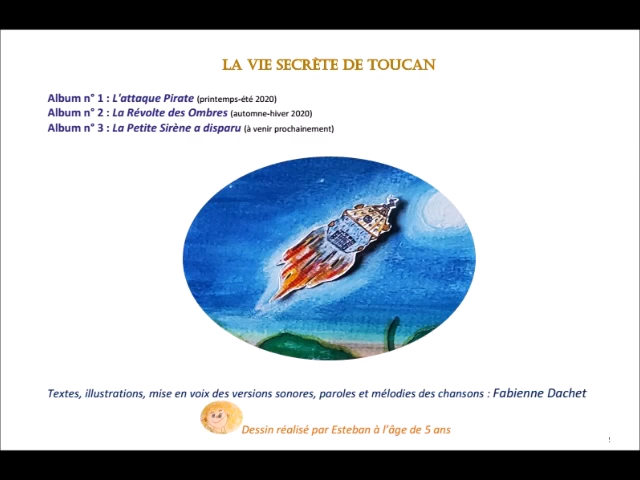 LA VIE SECRÈTE DE TOUCAN
Album n° 1 : L'attaque Pirate (printemps-été 2020)
Album n° 2 : La Révolte des Ombres (automne-hiver 2020)
Album n° 3 : La Petite Sirène a disparu (à venir prochainement)
Textes, illustrations, mise en voix des versions sonores, paroles et mélodies des chansons : Fabienne Dachet
Dessin réalisé par Esteban à l'âge de 5 ans